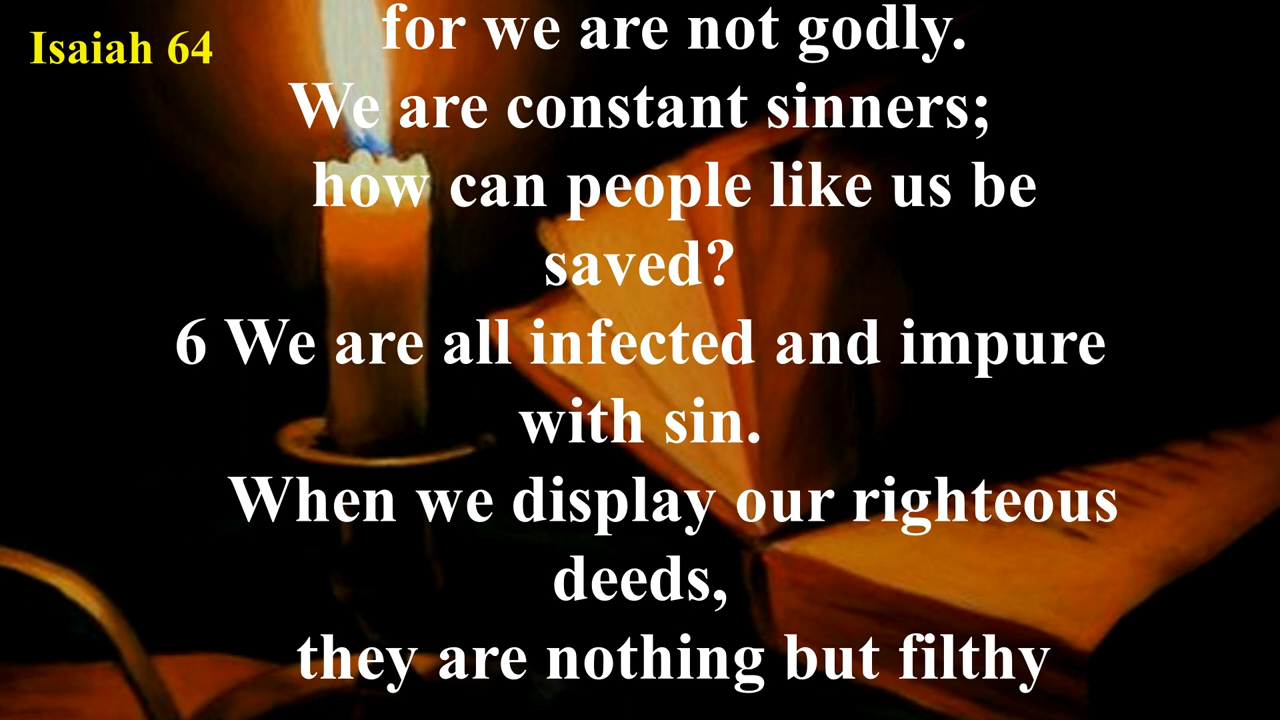 Isaiah 64
for we are not godly.
We are constant sinners;
how can people like us be
saved?
6 We are all infected and impure
with sin.
When we display our righteous
deeds,
they are nothing but filthy